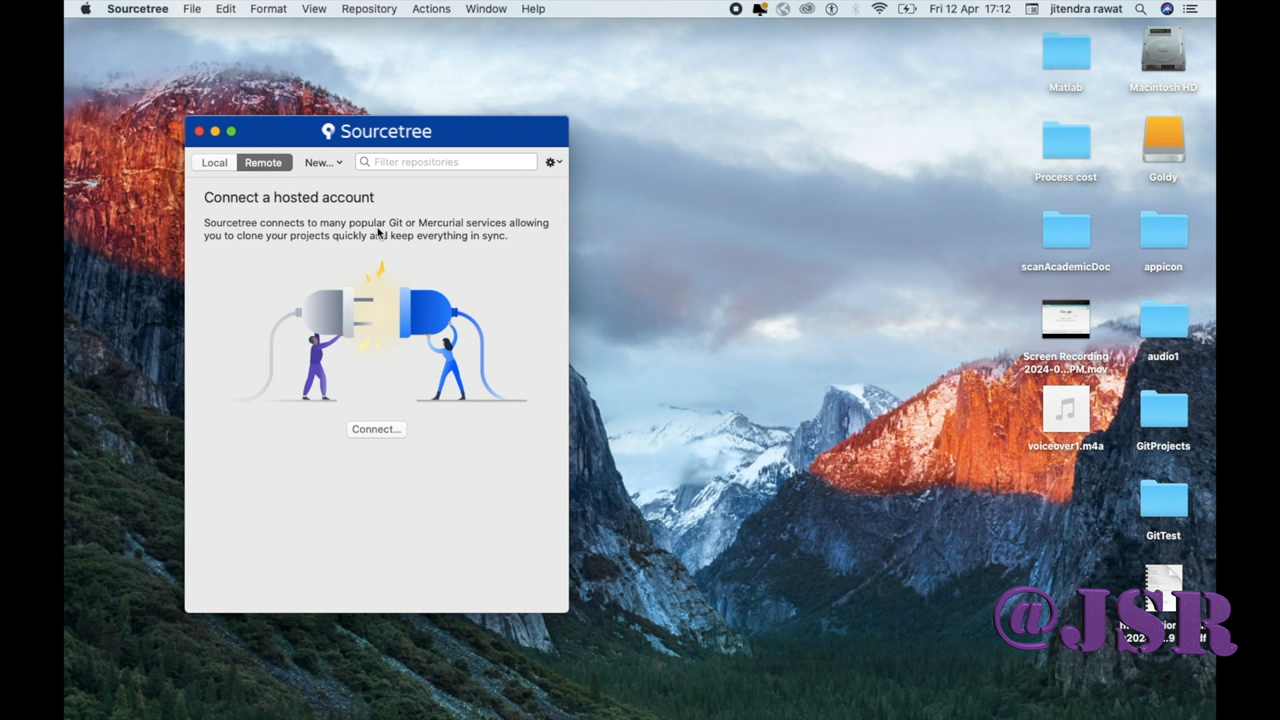 Sourcetree File Edit Format View Repository Actions Window Help Fri 12 Apr 17:12 jitendra rawat
Sourcetree
Local Remote New... Filter repositories
Connect a hosted account
Sourcetree connects to many popular Git or Mercurial services allowing
you to clone your projects quickly and keep everything in sync.
Connect...
Matlab
Macintosh HD
Process cost
Goldy
scanAcademicDoc
appicon
Screen Recording
2024-0...PM.mov
audio1
voiceover1.m4a
GitProjects
GitTest
@JSR